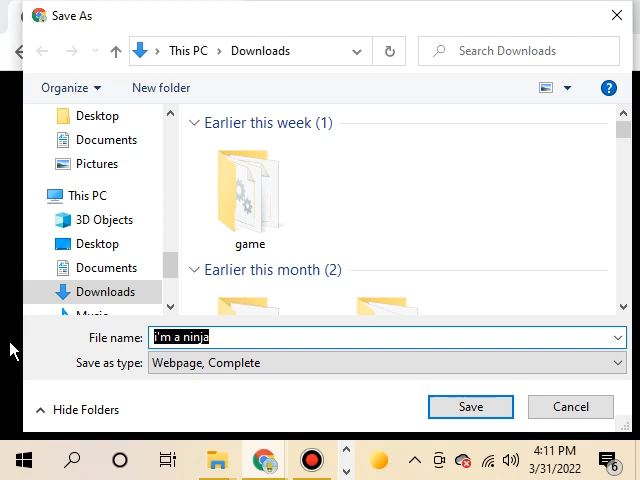 Save As
This PC > Downloads
Search Downloads
Organize
New folder
?
Desktop
Documents
Pictures
This PC
3D Objects
Desktop
Documents
Downloads
Music
Earlier this week (1)
game
Earlier this month (2)
File name: i'm a ninja
Save as type: Webpage, Complete
Hide Folders
Save
Cancel
4:11 PM
3/31/2022
6